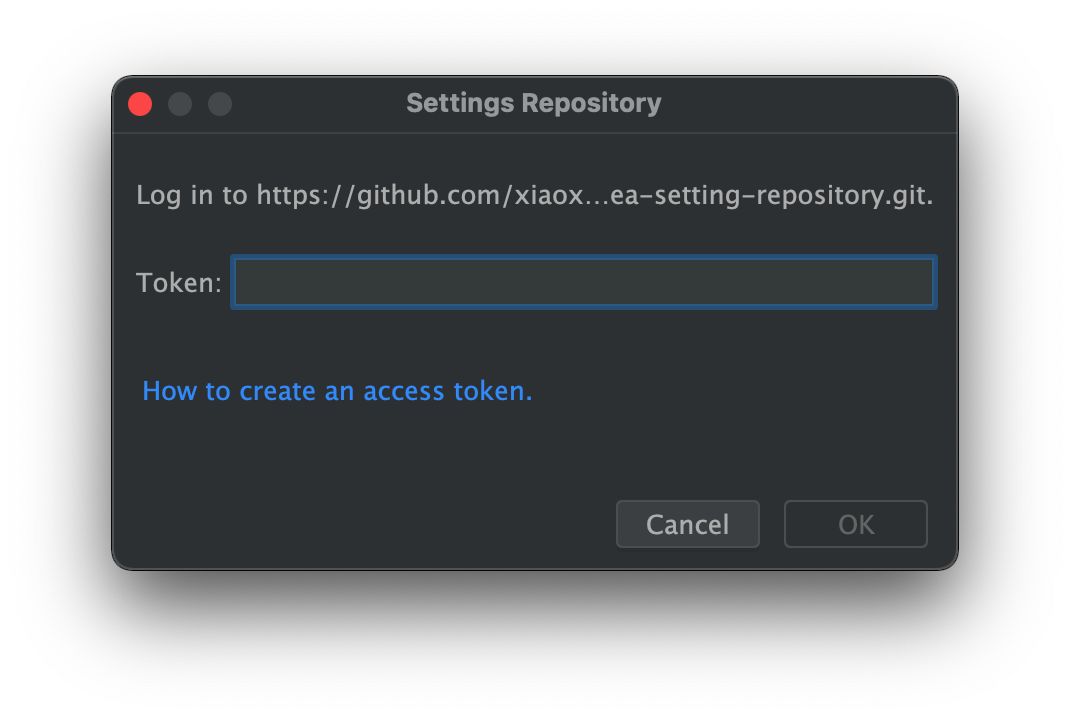 Settings Repository
Log in to https://github.com/xiaox...ea-setting-repository.git.
Token:
How to create an access token.
Cancel OK